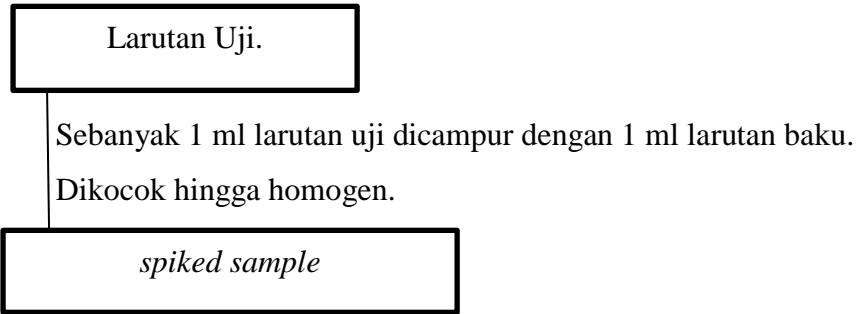 Larutan Uji.
Sebanyak 1 ml larutan uji dicampur dengan 1 ml larutan baku.
Dikocok hingga homogen.
spiked sample